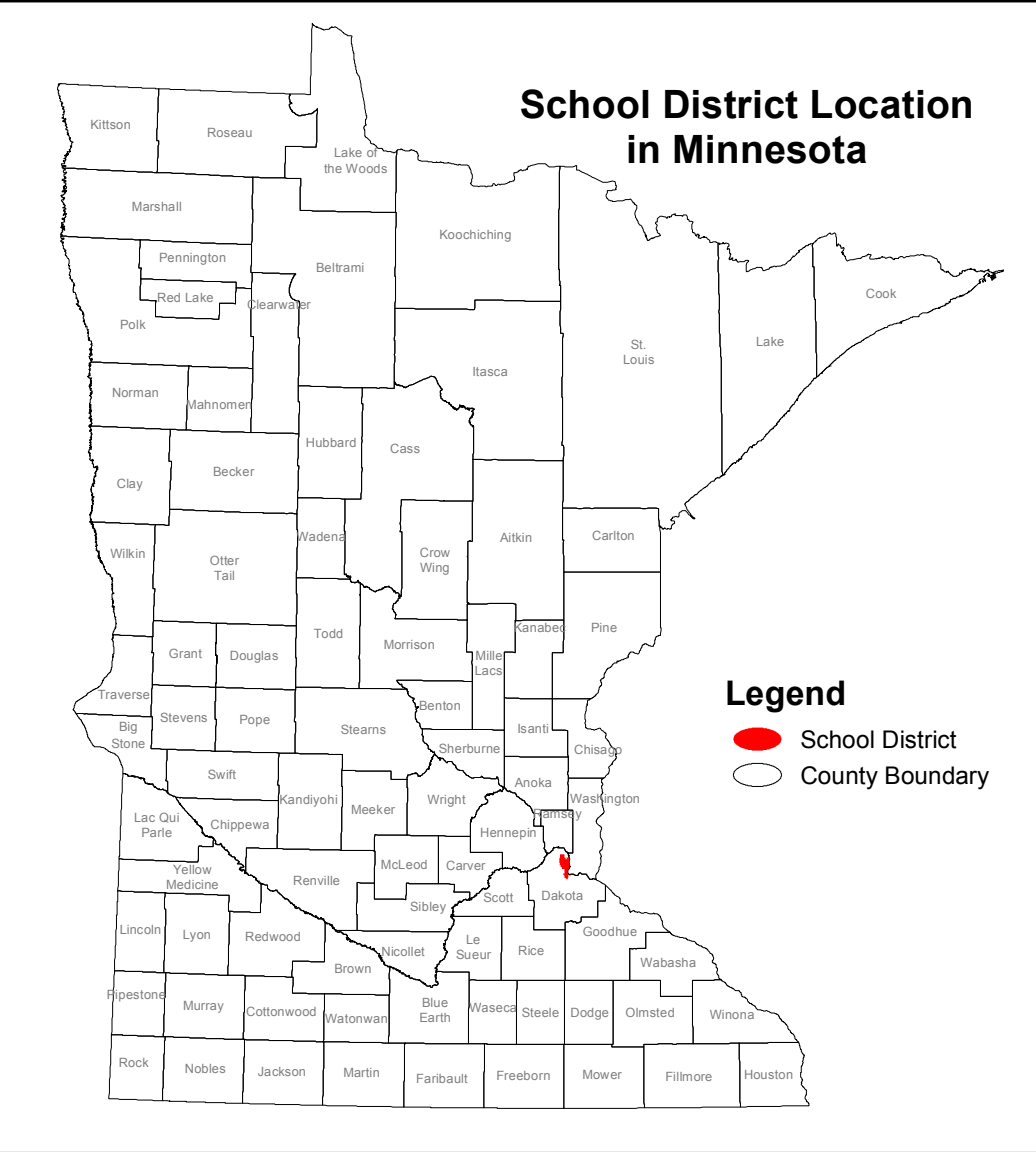 School District Location
in Minnesota
Kittson
Roseau
Lake of
the Woods
Marshall
Koochiching
Pennington
Beltrami
Red Lake
Clearwater
Cook
Polk
St.
Louis
Lake
Itasca
Norman
Mahnomen
Hubbard
Cass
Becker
Clay
Wadena
Aitkin
Carlton
Wilkin
Crow
Wing
Otter
Tail
Todd
Kanabec
Pine
Morrison
Grant
Douglas
Mille
Lacs
Traverse
Benton
Stevens
Pope
Stearns
Isanti
Big
Stone
Sherburne
Chisago
Legend
School District
County Boundary
Swift
Anoka
Kandiyohi
Meeker
Wright
Washington
Ramsey
Lac Qui
Parle
Chippewa
Hennepin
McLeod
Carver
Yellow
Medicine
Renville
Scott
Dakota
Sibley
Lincoln
Lyon
Redwood
Goodhue
Nicollet
Le
Sueur
Rice
Brown
Wabasha
Pipestone
Murray
Cottonwood
Watonwan
Blue
Earth
Waseca
Steele
Dodge
Olmsted
Winona
Rock
Nobles
Jackson
Martin
Faribault
Freeborn
Mower
Fillmore
Houston